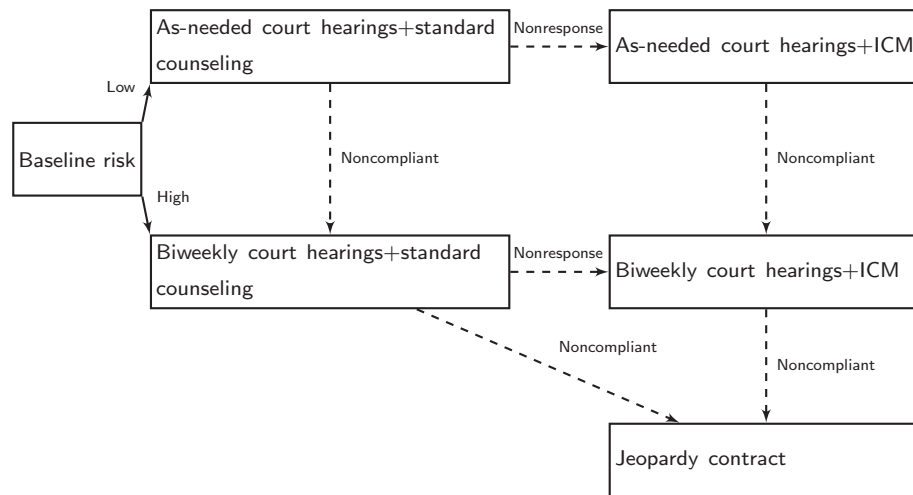 As-needed court hearings+standard
counseling
Nonresponse
As-needed court hearings+ICM
Low
Noncompliant
Noncompliant
Baseline risk
High
Biweekly court hearings+standard
counseling
Nonresponse
Biweekly court hearings+ICM
Noncompliant
Noncompliant
Jeopardy contract